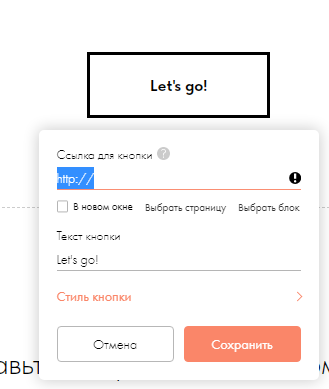 Let's go!
Ссылка для кнопки ?
http://
В новом окне Выбрать страницу Выбрать блок
Текст кнопки
Let's go!
Стиль кнопки
Отмена Сохранить